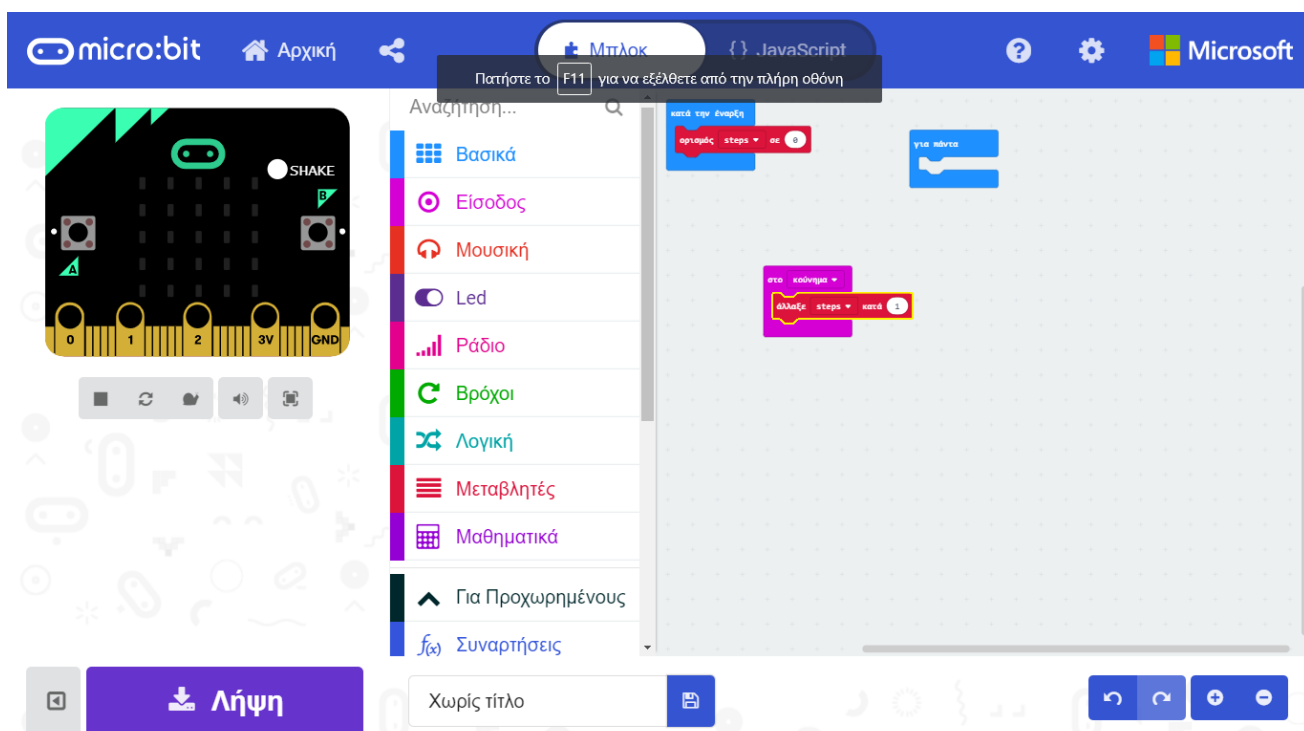 micro:bit
Αρχική
Μπλοκ
{} JavaScript
Microsoft
Πατήστε το F11 για να εξέλθετε από την πλήρη οθόνη
SHAKE
B
A
0 1 2 3V GND
Αναζήτηση...
Βασικά
Είσοδος
Μουσική
Led
Ράδιο
Βρόχοι
Λογική
Μεταβλητές
Μαθηματικά
Για Προχωρημένους
f(x) Συναρτήσεις
κατά την έναρξη
ορισμός steps σε 0
για πάντα
στο κούνημα
άλλαξε steps κατά 1
Λήψη
Χωρίς τίτλο